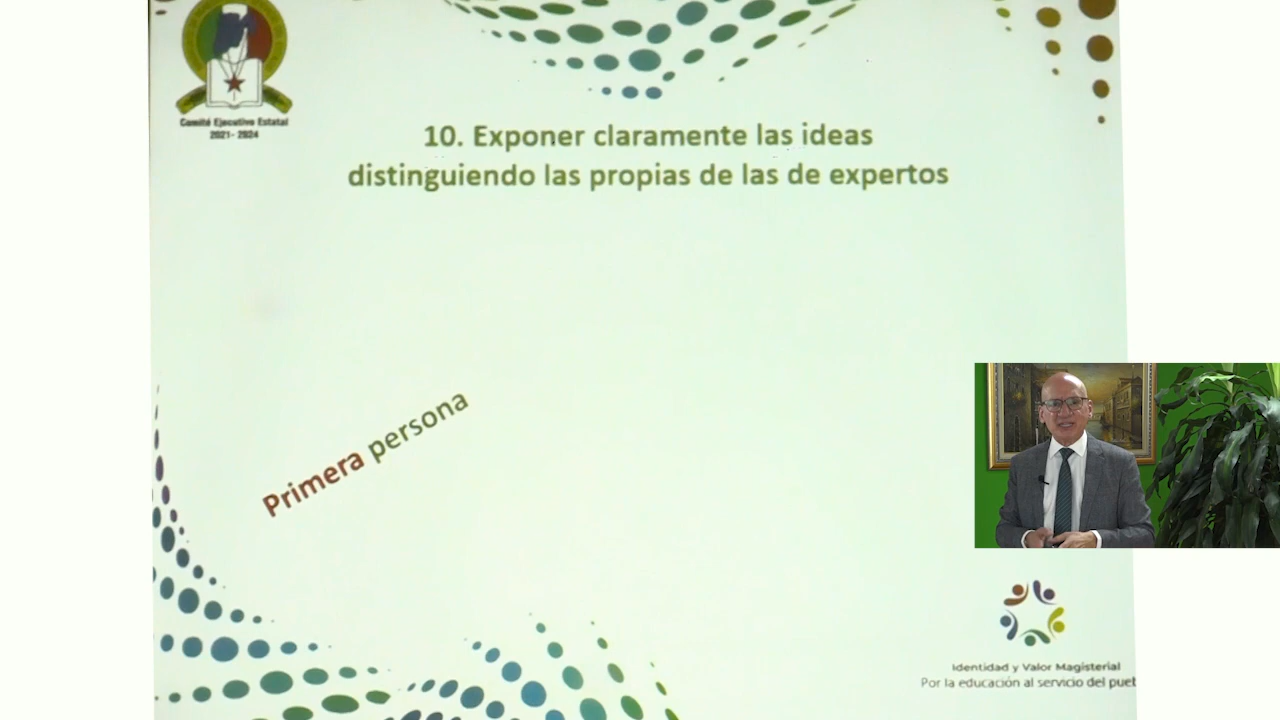 Comité Ejecutivo Estatal
2021- 2024
10. Exponer claramente las ideas
distinguiendo las propias de las de expertos
Primera persona
Identidad y Valor Magisterial
Por la educación al servicio del pueb